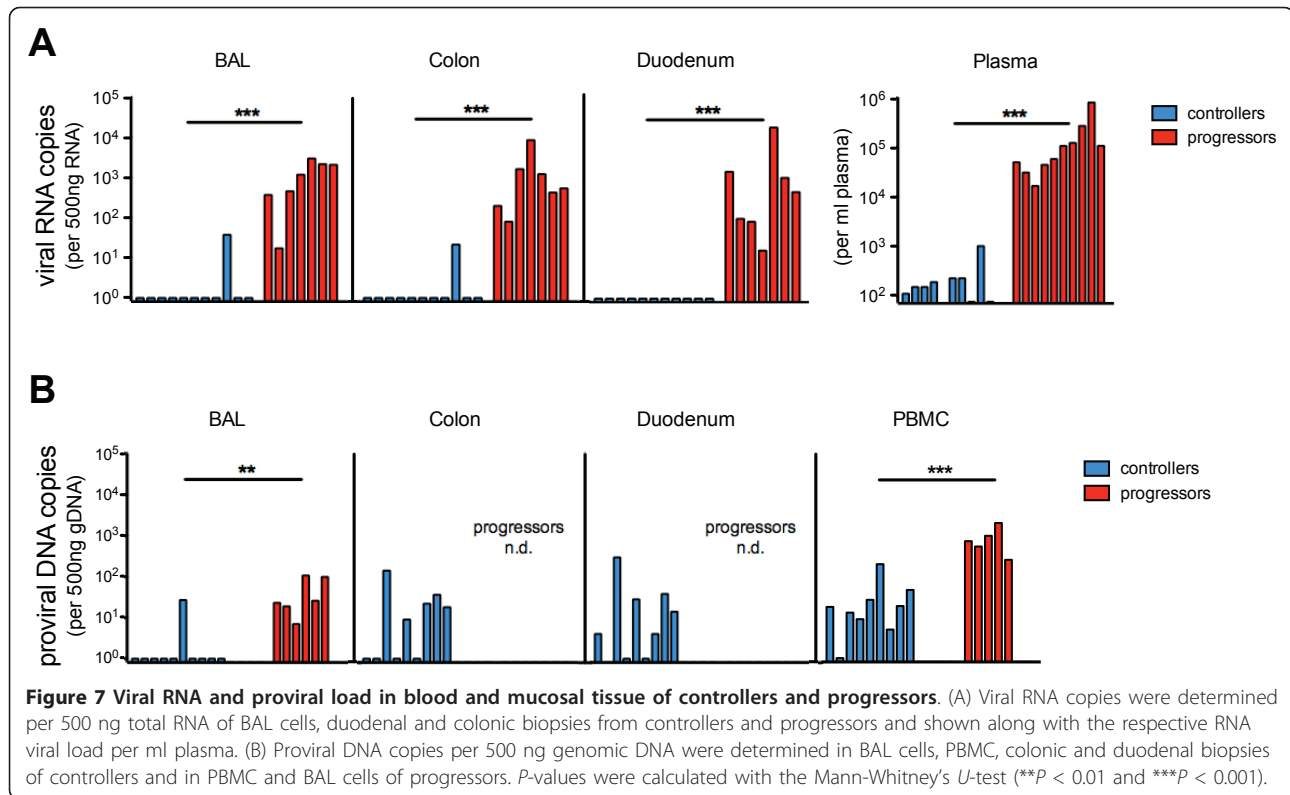 A
BAL
Colon
Duodenum
Plasma
viral RNA copies
(per 500ng RNA)
10^5
10^4
10^3
10^2
10^1
10^0
***
***
***
(per ml plasma)
10^6
10^5
10^4
10^3
10^2
***
controllers
progressors
B
BAL
Colon
Duodenum
PBMC
proviral DNA copies
(per 500ng gDNA)
10^5
10^4
10^3
10^2
10^1
10^0
**
progressors
n.d.
progressors
n.d.
***
controllers
progressors
Figure 7 Viral RNA and proviral load in blood and mucosal tissue of controllers and progressors. (A) Viral RNA copies were determined
per 500 ng total RNA of BAL cells, duodenal and colonic biopsies from controllers and progressors and shown along with the respective RNA
viral load per ml plasma. (B) Proviral DNA copies per 500 ng genomic DNA were determined in BAL cells, PBMC, colonic and duodenal biopsies
of controllers and in PBMC and BAL cells of progressors. P-values were calculated with the Mann-Whitney's U-test (**P < 0.01 and ***P < 0.001).